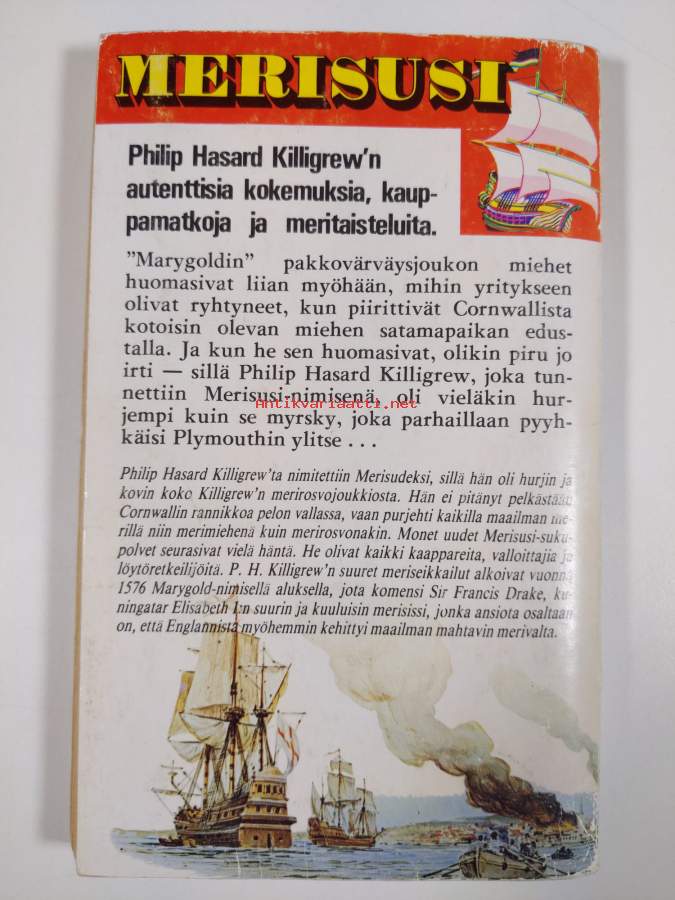 MERISUSI
Philip Hasard Killigrew'n
autenttisia kokemuksia, kaup-
pamatkoja ja meritaisteluita.
"Marygoldin" pakkovärväysjoukon miehet
huomasivat liian myöhään, mihin yritykseen
olivat ryhtyneet, kun piirittivät Cornwallista
kotoisin olevan miehen satamapaikan edus-
talla. Ja kun he sen huomasivat, olikin piru jo
irti — sillä Philip Hasard Killigrew, joka tun-
nettiin Merisusi-nimisenä, oli vieläkin hur-
Antikvariaatti.net
jempi kuin se myrsky, joka parhaillaan pyyh-
käisi Plymouthin ylitse ...
Philip Hasard Killigrew'ta nimitettiin Merisudeksi, sillä hän oli hurjin ja
kovin koko Killigrew'n merirosvojoukkiosta. Hän ei pitänyt pelkästään
Cornwallin rannikkoa pelon vallassa, vaan purjehti kaikilla maailman me-
rillä niin merimiehenä kuin merirosvonakin. Monet uudet Merisusi-suku-
polvet seurasivat vielä häntä. He olivat kaikki kaappareita, valloittajia ja
löytöretkeilijöitä. P. H. Killigrew'n suuret meriseikkailut alkoivat vuonna
1576 Marygold-nimisellä aluksella, jota komensi Sir Francis Drake, ku-
ningatar Elisabeth I:n suurin ja kuuluisin merisissi, jonka ansiota osaltaan
on, että Englannista myöhemmin kehittyi maailman mahtavin merivalta.